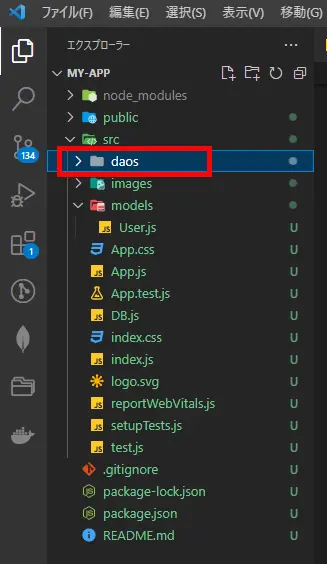 ファイル(F) 編集(E) 選択(S) 表示(V) 移動(G)
エクスプローラー
MY-APP
node_modules
public
src
daos
images
models
JS User.js U
App.css U
JS App.js U
App.test.js U
JS DB.js U
index.css U
JS index.js U
logo.svg U
JS reportWebVitals.js U
JS setupTests.js U
JS test.js U
.gitignore U
JS package-lock.json U
JS package.json U
README.md U
134
1